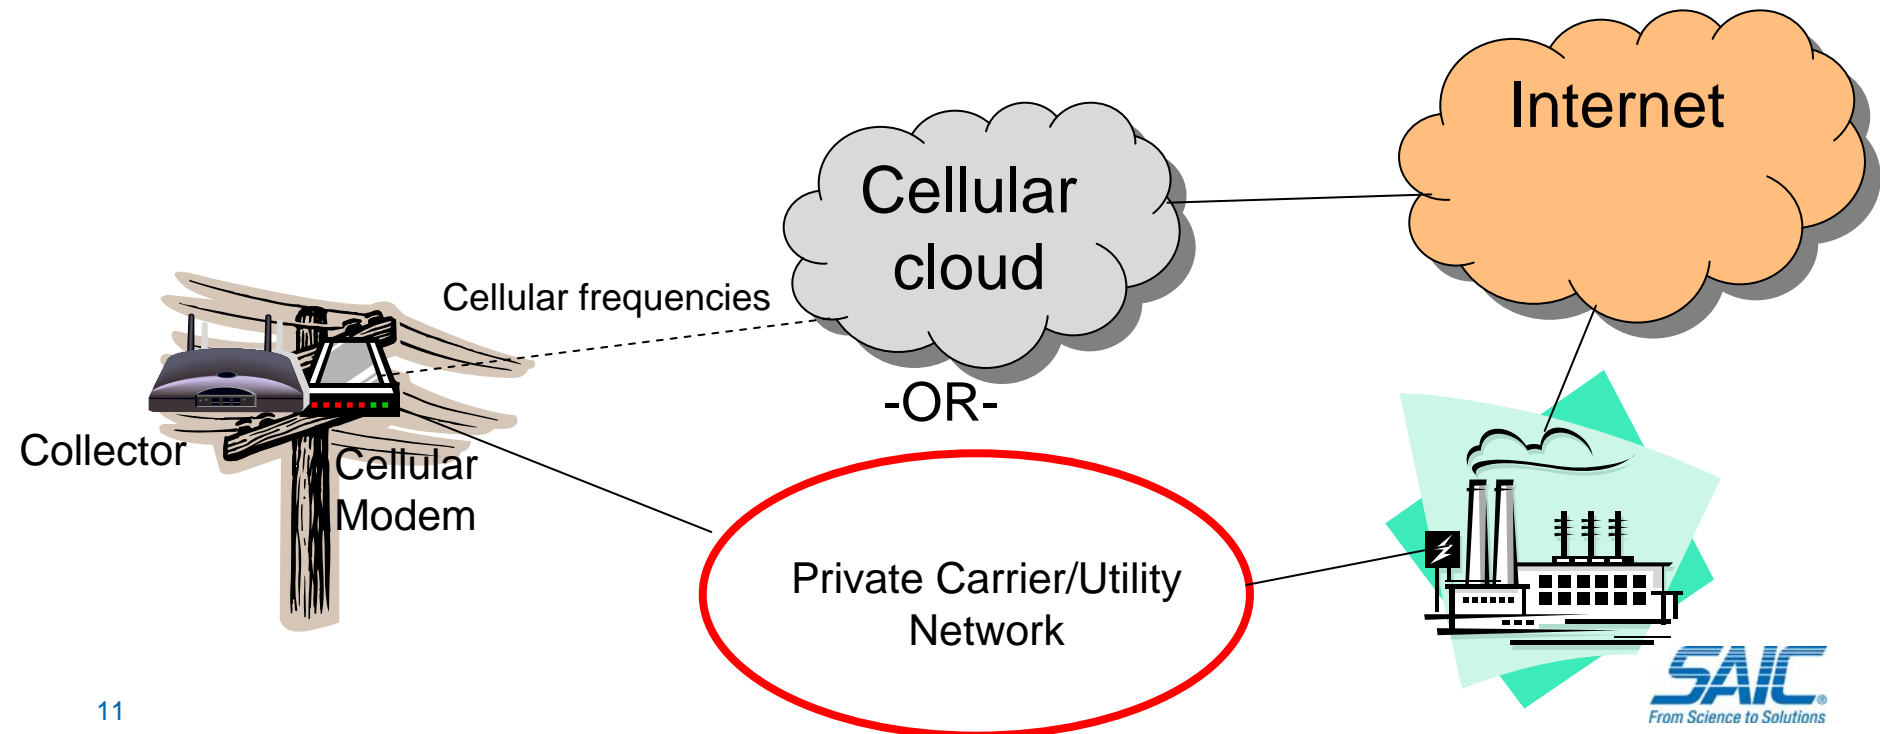 Internet
Cellular
cloud
Cellular frequencies
-OR-
Collector
Cellular
Modem
Private Carrier/Utility
Network
SAIC®
From Science to Solutions
11